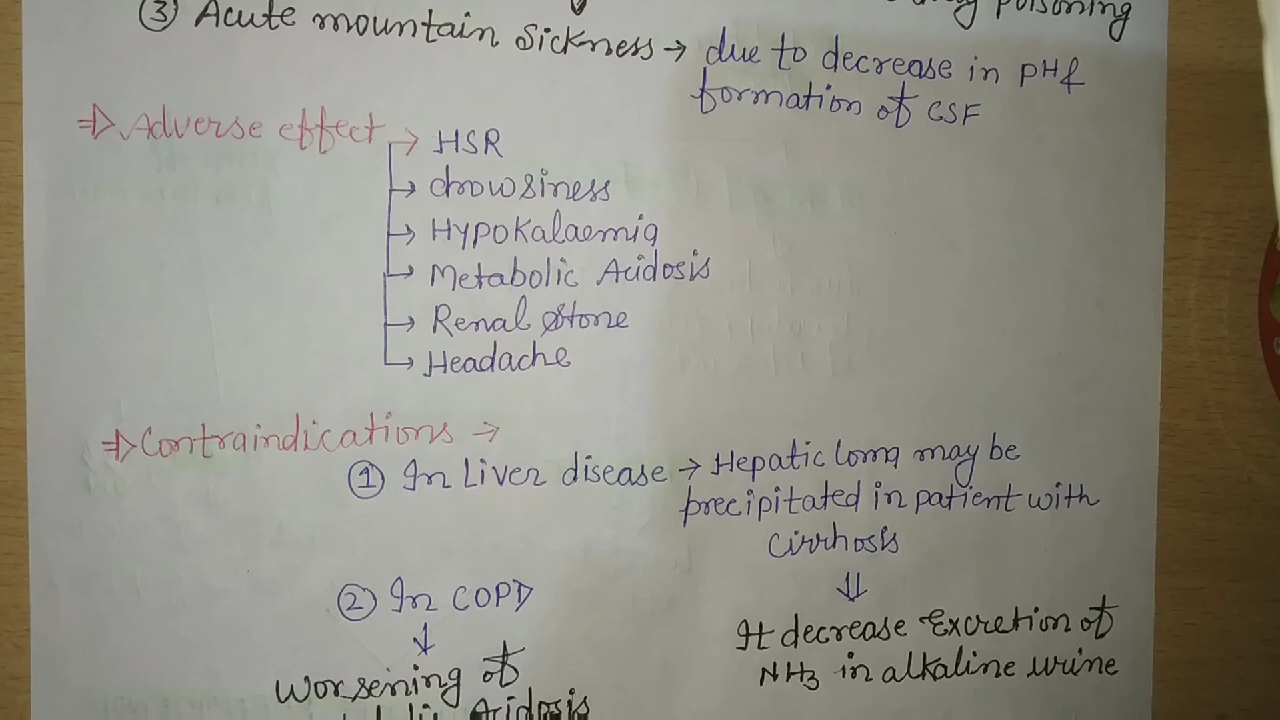 poisoning
③ Acute mountain Sickness → due to decrease in pH &
formation of CSF
⇒ Adverse effect → HSR
→ drowsiness
→ Hypokalaemia
→ Metabolic Acidosis
→ Renal stone
→ Headache
⇒ Contraindications →
① In Liver disease → Hepatic coma may be
precipitated in patient with
cirrhosis
⇓
② In COPD
↓
It decrease Excretion of
NH3 in alkaline urine
Worsening of
Acidosis